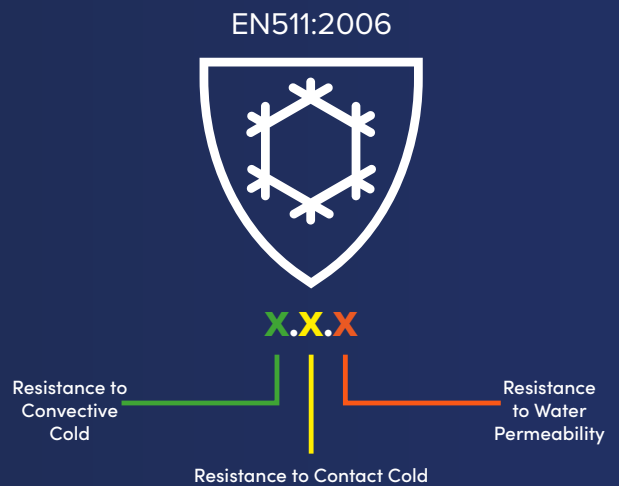 EN511:2006
X.X.X
Resistance to
Convective
Cold
Resistance to Contact Cold
Resistance
to Water
Permeability